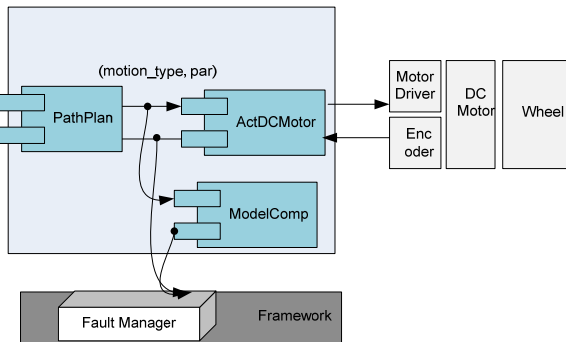 (motion_type, par)
PathPlan
ActDCMotor
ModelComp
Motor
Driver
Enc
oder
DC
Motor
Wheel
Fault Manager
Framework